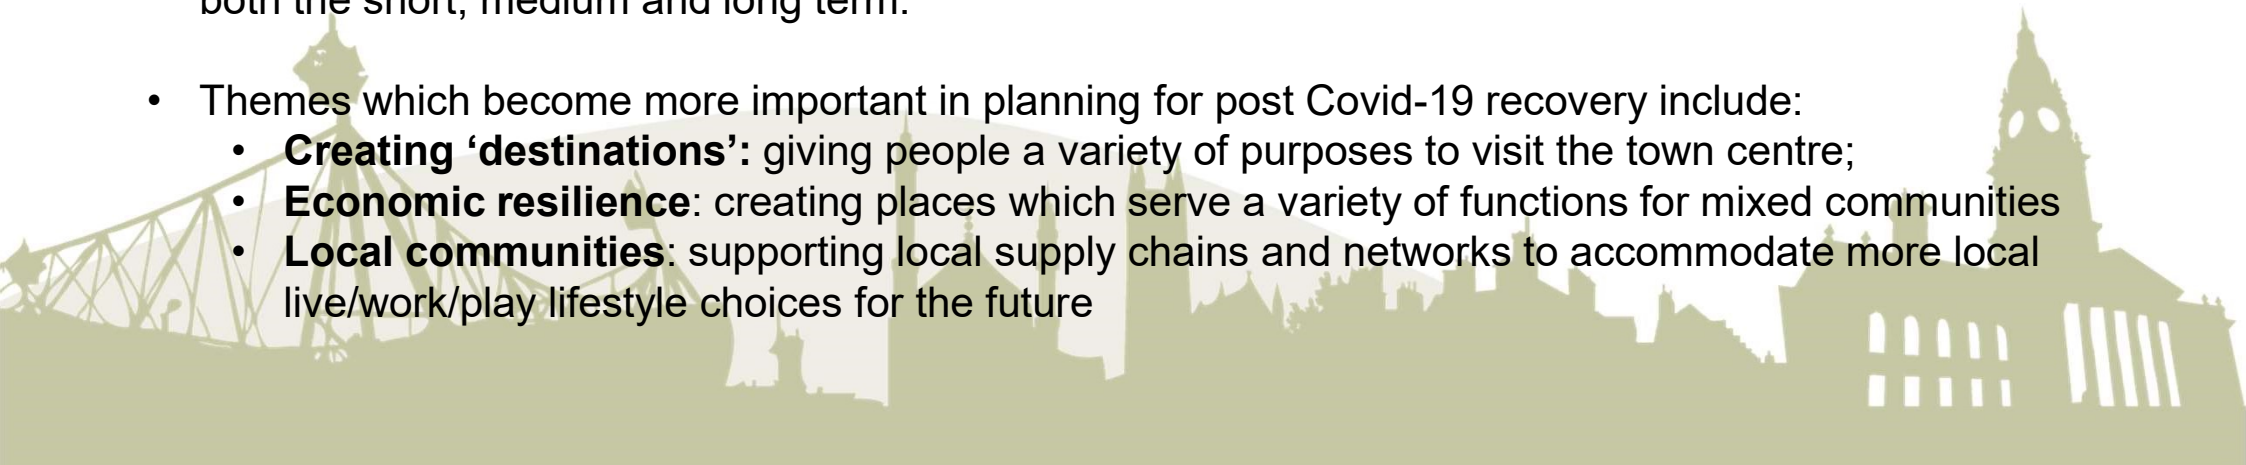 both the short, medium and long term.
• Themes which become more important in planning for post Covid-19 recovery include:
• Creating ‘destinations’: giving people a variety of purposes to visit the town centre;
• Economic resilience: creating places which serve a variety of functions for mixed communities
• Local communities: supporting local supply chains and networks to accommodate more local
live/work/play lifestyle choices for the future